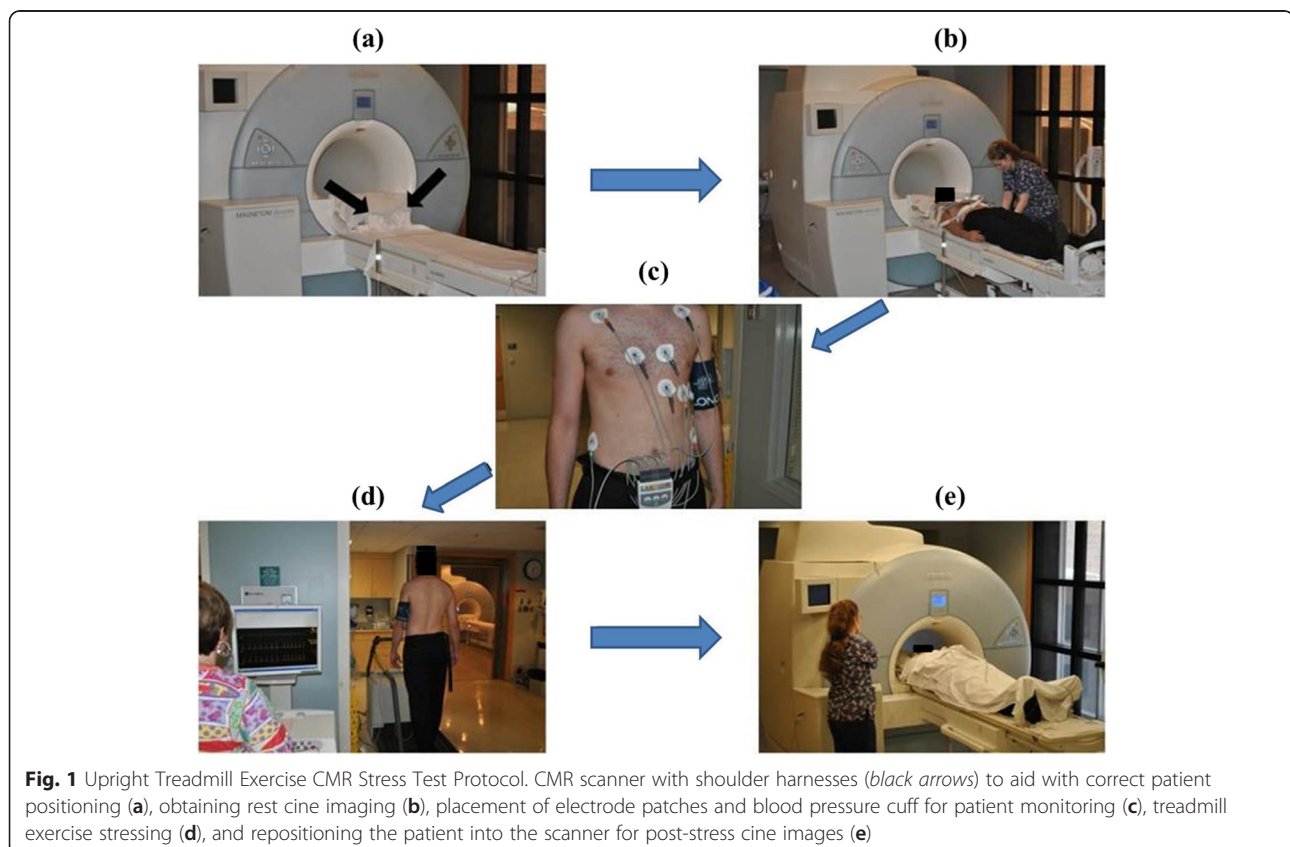 (a)
(b)
MAGNETOM
(c)
LONG
(d)
(e)
Fig. 1 Upright Treadmill Exercise CMR Stress Test Protocol. CMR scanner with shoulder harnesses (black arrows) to aid with correct patient
positioning (a), obtaining rest cine imaging (b), placement of electrode patches and blood pressure cuff for patient monitoring (c), treadmill
exercise stressing (d), and repositioning the patient into the scanner for post-stress cine images (e)